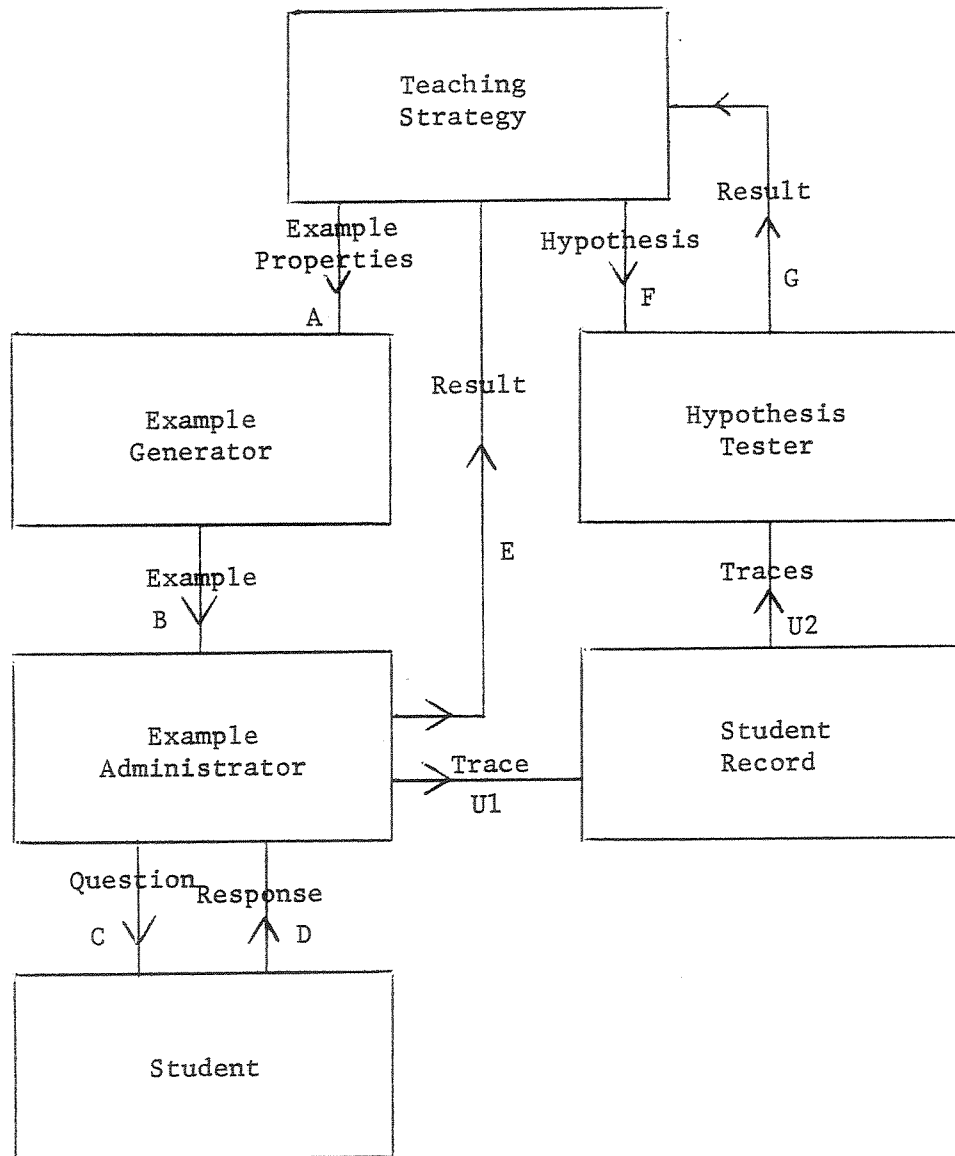 Teaching
Strategy
Result
Example
Properties
Hypothesis
A
F
G
Example
Generator
Result
Hypothesis
Tester
Example
B
E
Traces
U2
Example
Administrator
Trace
U1
Student
Record
Question
Response
C
D
Student